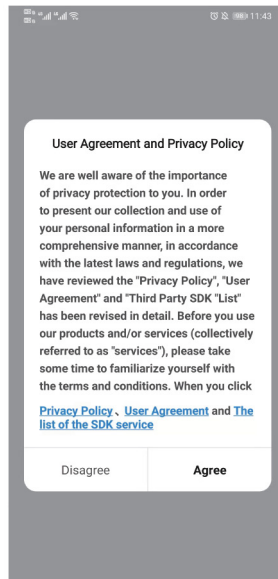 11:43
User Agreement and Privacy Policy
We are well aware of the importance
of privacy protection to you. In order
to present our collection and use of
your personal information in a more
comprehensive manner, in accordance
with the latest laws and regulations, we
have reviewed the "Privacy Policy", "User
Agreement" and "Third Party SDK "List"
has been revised in detail. Before you use
our products and/or services (collectively
referred to as "services"), please take
some time to familiarize yourself with
the terms and conditions. When you click
Privacy Policy 、User Agreement and The
list of the SDK service
Disagree Agree